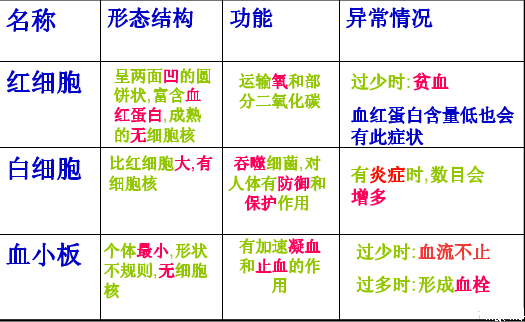 名称
形态结构
功能
异常情况
红细胞
呈两面凹的圆
饼状,富含血
红蛋白,成熟
的无细胞核
运输氧和部
分二氧化碳
过少时:贫血
血红蛋白含量低也会
有此症状
白细胞
比红细胞大,有
细胞核
吞噬细菌,对
人体有防御和
保护作用
有炎症时,数目会
增多
血小板
个体最小,形状
不规则,无细胞
核
有加速凝血
和止血的作
用
过少时:血流不止
过多时:形成血栓